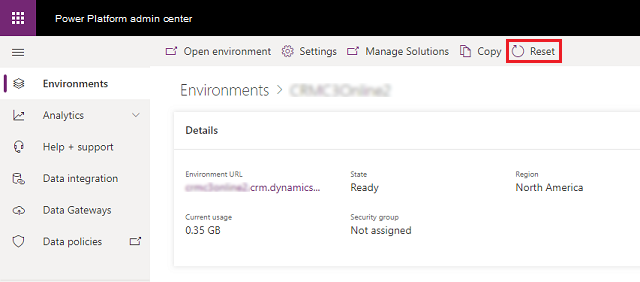 Power Platform admin center
Open environment Settings Manage Solutions Copy Reset
Environments
Analytics
Help + support
Data integration
Data Gateways
Data policies
Environments >
Details
Environment URL State Region
.crm.dynamics... Ready North America
Current usage Security group
0.35 GB Not assigned